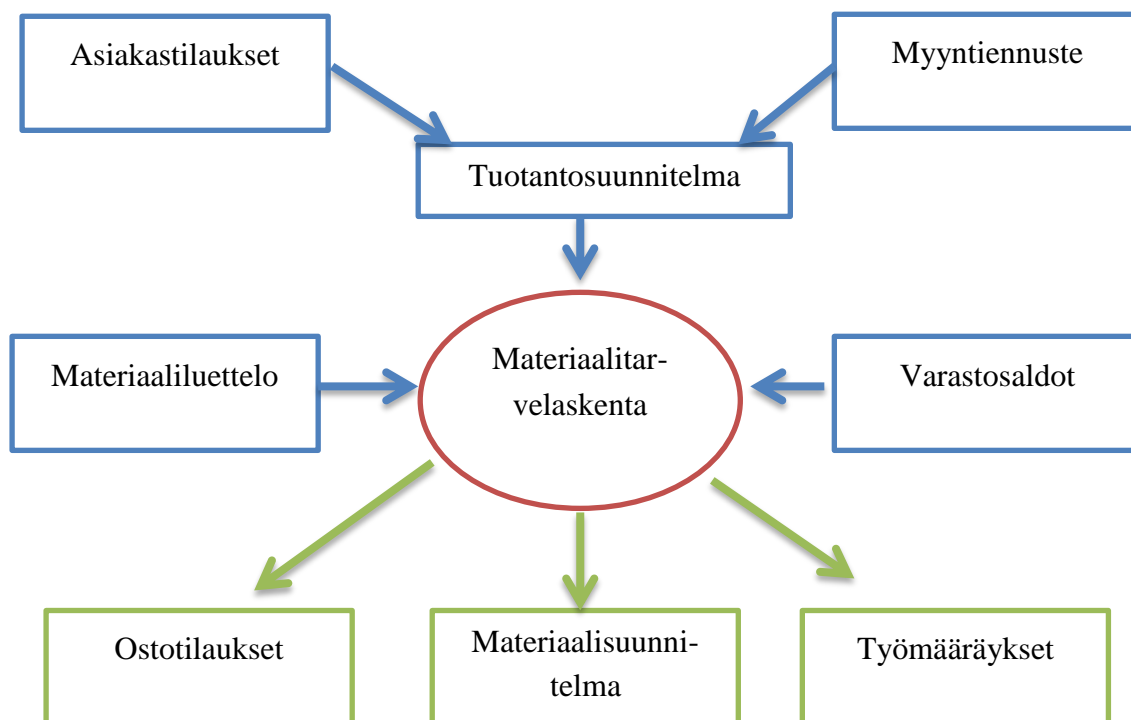 Asiakastilaukset
Myyntiennuste
Tuotantosuunnitelma
Materiaaliluettelo
Materiaalitar-
velaskenta
Varastosaldot
Ostotilaukset
Materiaalisuunni-
telma
Työmääräykset